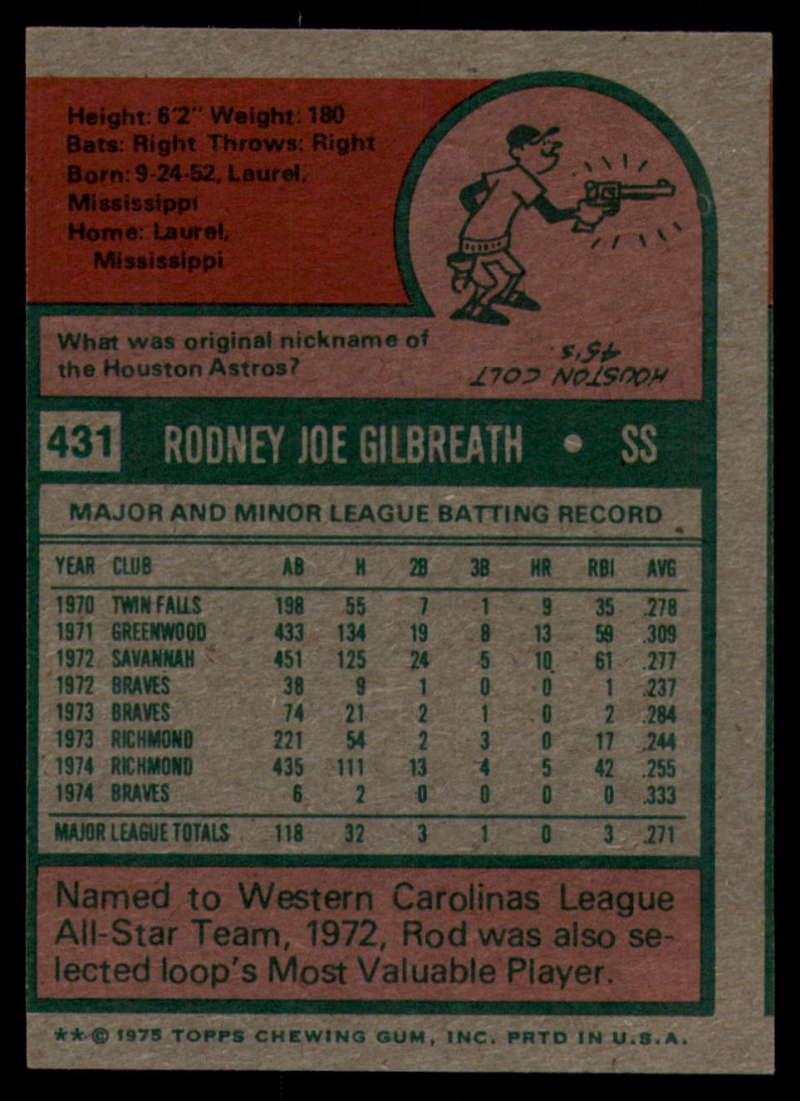 Height: 6'2" Weight: 180
Bats: Right Throws: Right
Born: 9-24-52, Laurel,
Mississippi
Home: Laurel,
Mississippi
What was original nickname of
the Houston Astros?
HOUSTON COLT
45's.
431 RODNEY JOE GILBREATH • SS
MAJOR AND MINOR LEAGUE BATTING RECORD
YEAR CLUB AB H 2B 3B HR RBI AVG
1970 TWIN FALLS 198 55 7 1 9 35 .278
1971 GREENWOOD 433 134 19 8 13 59 .309
1972 SAVANNAH 451 125 24 5 10 61 .277
1972 BRAVES 38 9 1 0 0 1 .237
1973 BRAVES 74 21 2 1 0 2 .284
1973 RICHMOND 221 54 2 3 0 17 .244
1974 RICHMOND 435 111 13 4 5 42 .255
1974 BRAVES 6 2 0 0 0 0 .333
MAJOR LEAGUE TOTALS 118 32 3 1 0 3 .271
Named to Western Carolinas League
All-Star Team, 1972, Rod was also se-
lected loop's Most Valuable Player.
**© 1975 TOPPS CHEWING GUM, INC. PRTD IN U.S.A.